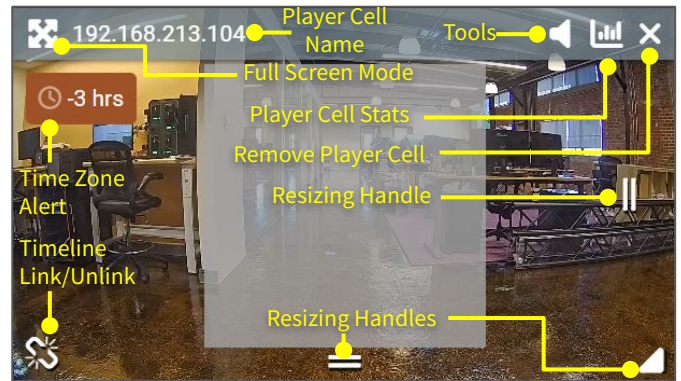 Player Cell
Name
192.168.213.104
Tools
Full Screen Mode
-3 hrs
Player Cell Stats
Remove Player Cell
Time Zone
Alert
Resizing Handle
Timeline
Link/Unlink
Resizing Handles